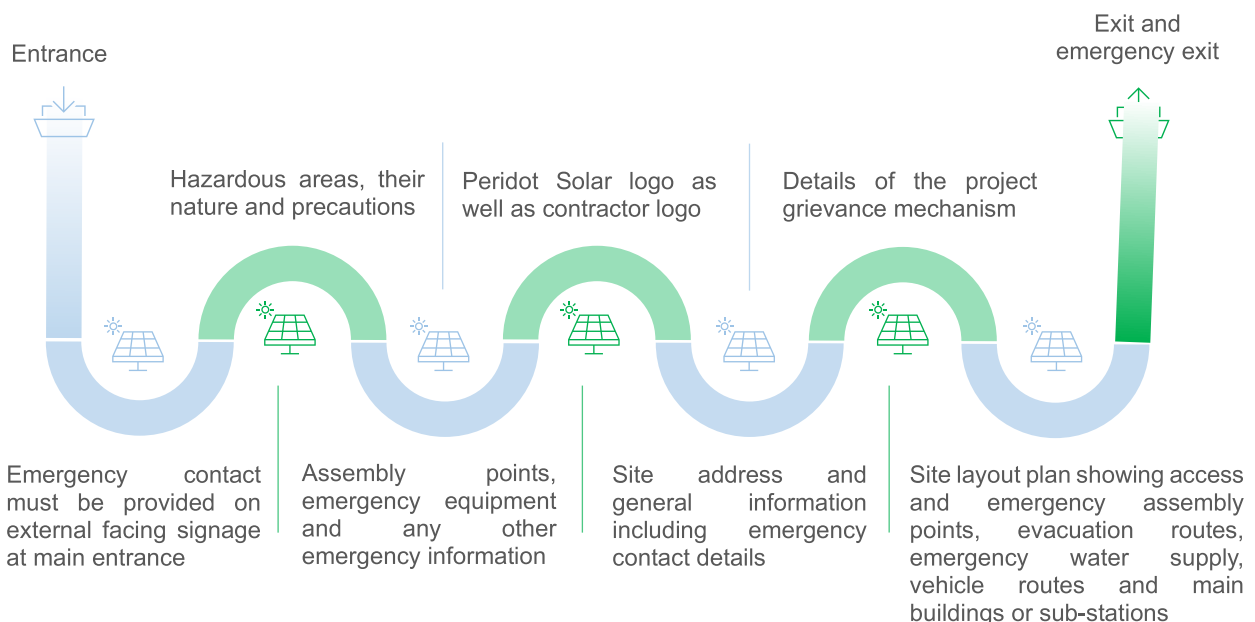 Entrance
Exit and
emergency exit
Hazardous areas, their
nature and precautions
Peridot Solar logo as
well as contractor logo
Details of the project
grievance mechanism
Emergency contact
must be provided on
external facing signage
at main entrance
Assembly points,
emergency equipment
and any other
emergency information
Site address and
general information
including emergency
contact details
Site layout plan showing access
and emergency assembly
points, evacuation routes,
emergency water supply,
vehicle routes and main
buildings or sub-stations